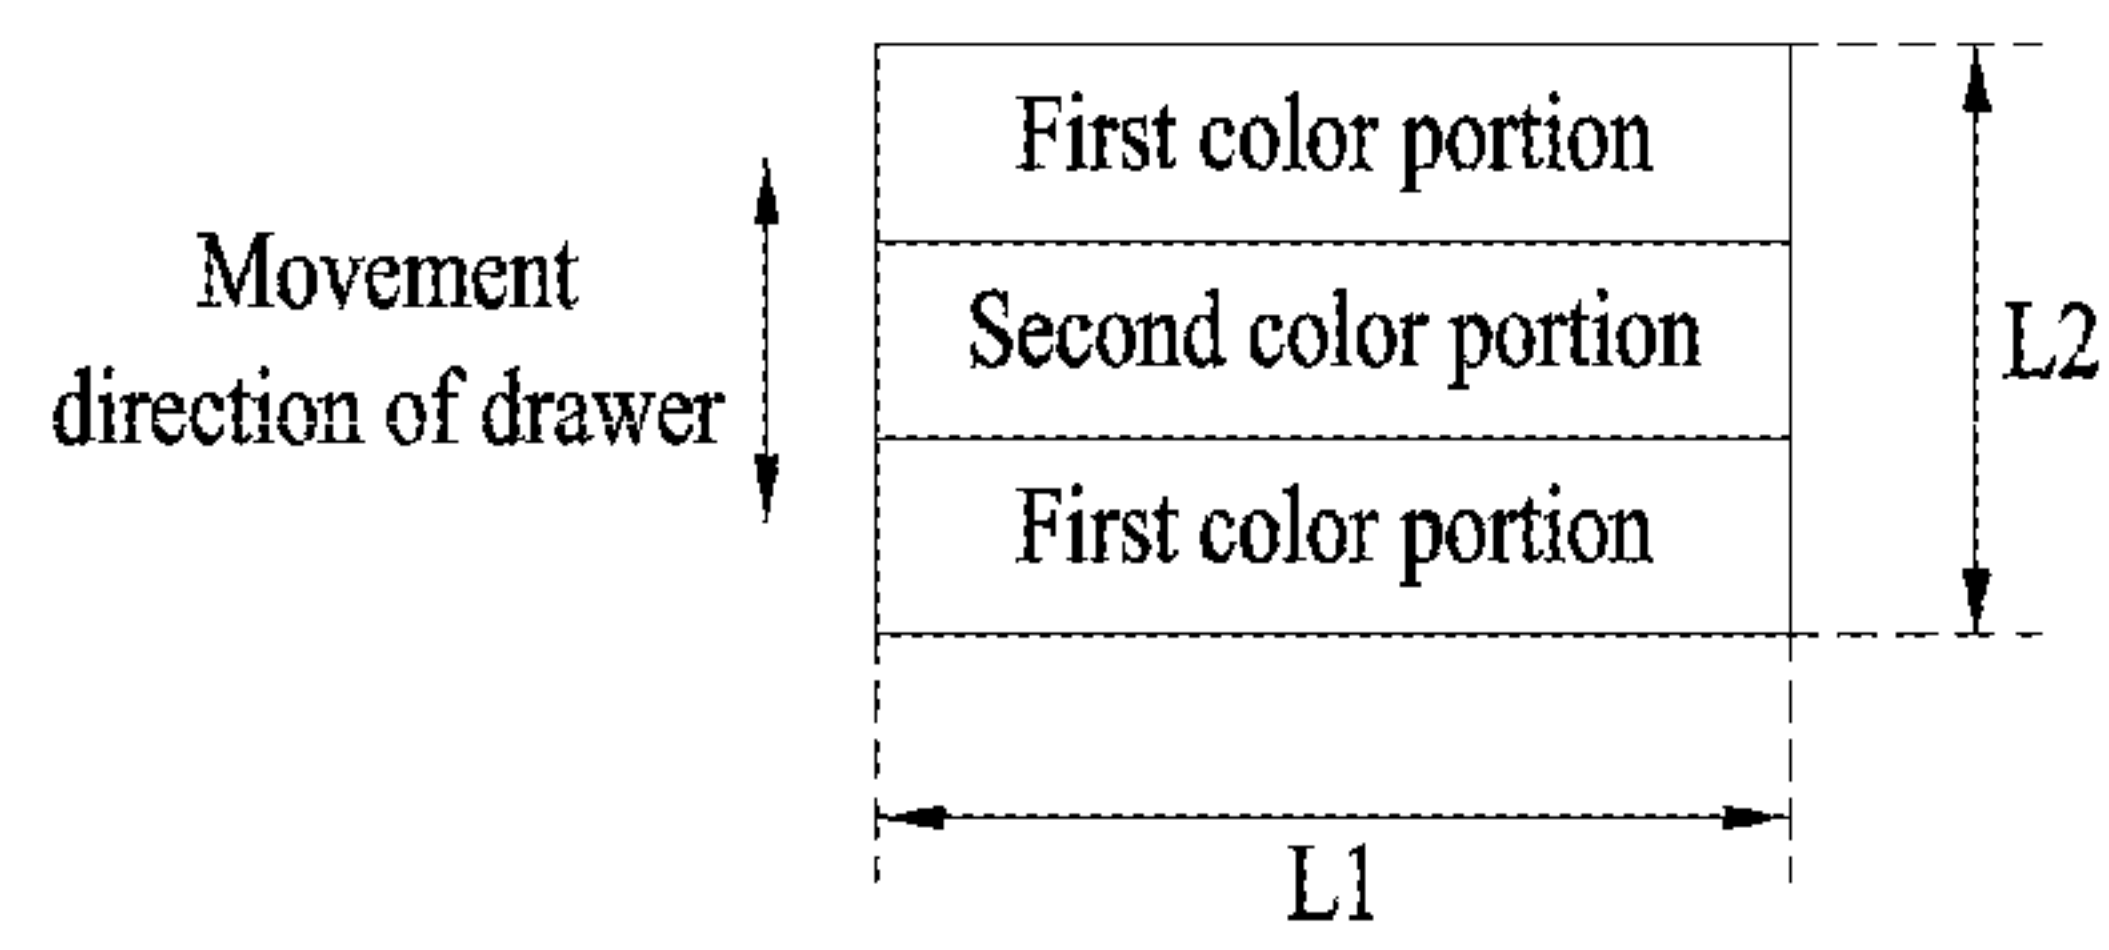 First color portion
Movement
direction of drawer
Second color portion
First color portion
L2
L1